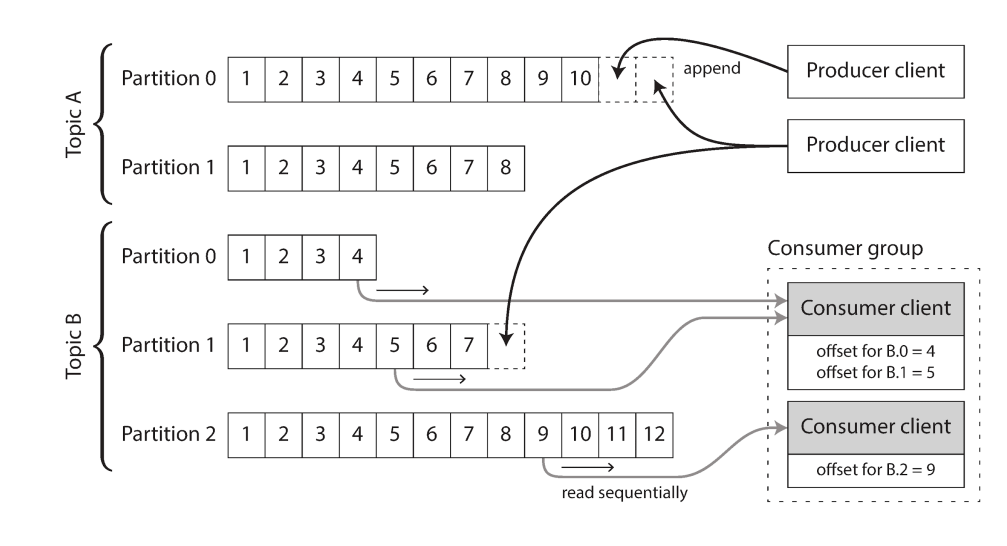 Topic A
Partition 0 1 2 3 4 5 6 7 8 9 10
append
Producer client
Producer client
Partition 1 1 2 3 4 5 6 7 8
Topic B
Partition 0 1 2 3 4
Partition 1 1 2 3 4 5 6 7
Partition 2 1 2 3 4 5 6 7 8 9 10 11 12
read sequentially
Consumer group
Consumer client
offset for B.0 = 4
offset for B.1 = 5
Consumer client
offset for B.2 = 9